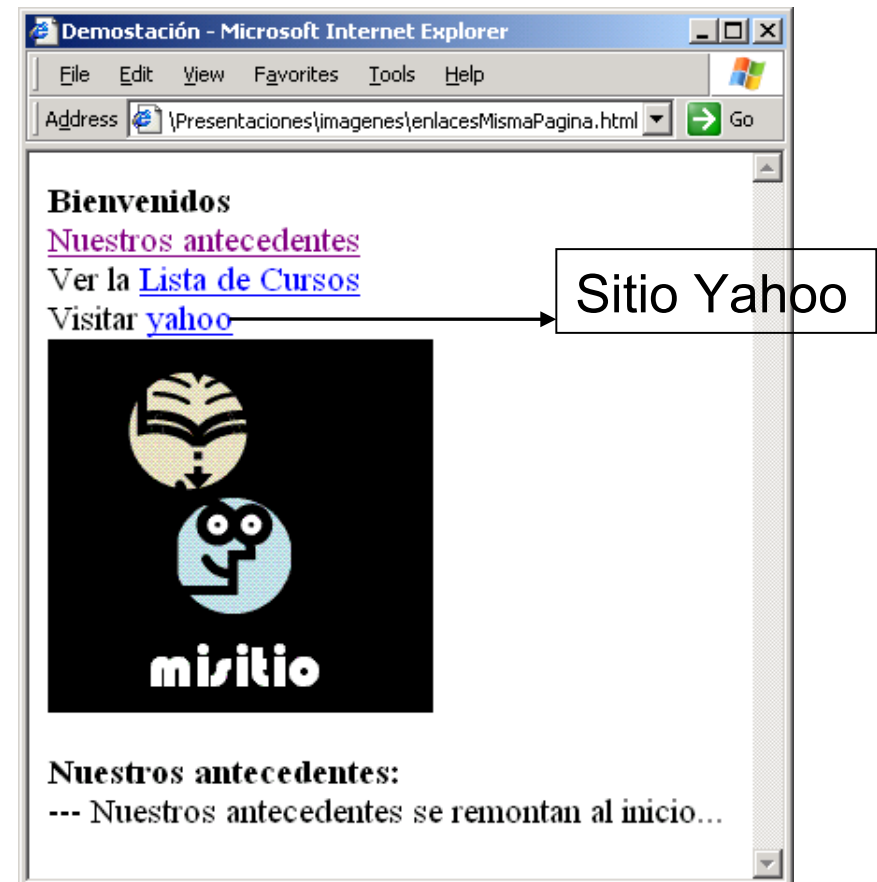 Demostación - Microsoft Internet Explorer
File Edit View Favorites Tools Help
Address \Presentaciones\imagenes\enlacesMismaPagina.html Go
Bienvenidos
Nuestros antecedentes
Ver la Lista de Cursos
Visitar yahoo
Sitio Yahoo
misitio
Nuestros antecedentes:
--- Nuestros antecedentes se remontan al inicio...